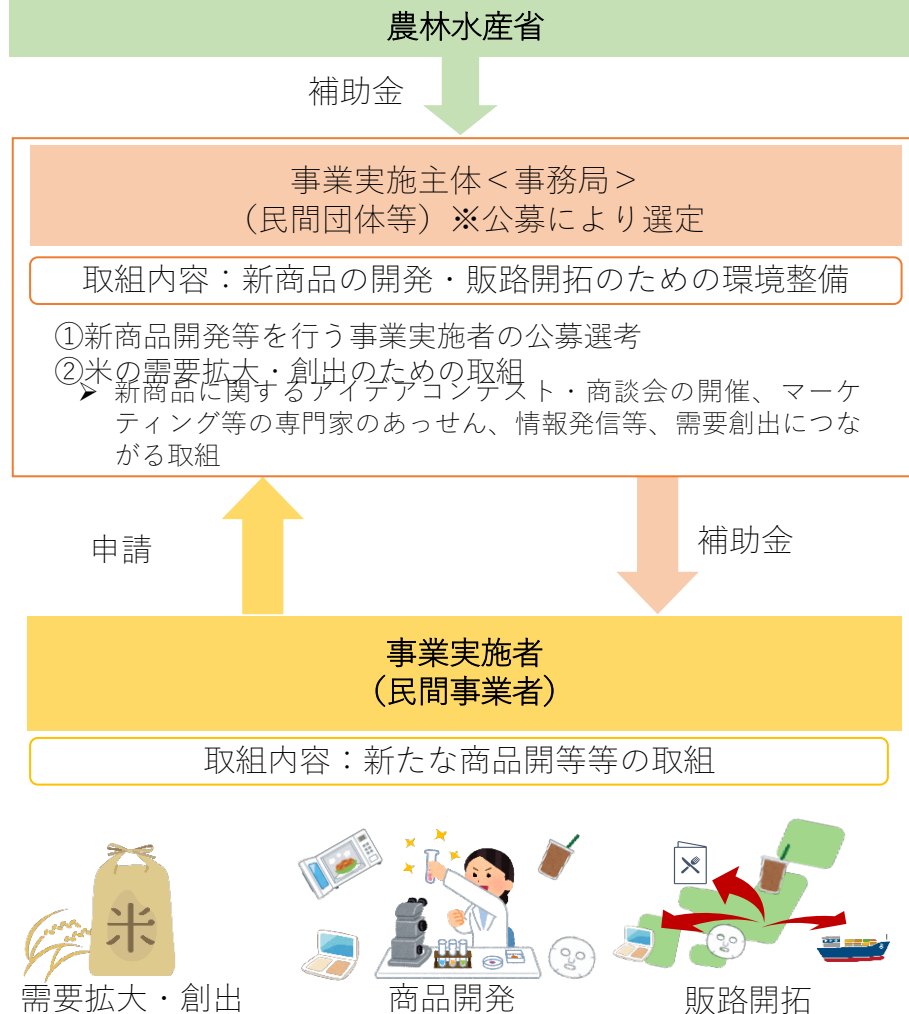 農林水産省
補助金
事業実施主体＜事務局＞
（民間団体等）※公募により選定
取組内容：新商品の開発・販路開拓のための環境整備
①新商品開発等を行う事業実施者の公募選考
②米の需要拡大・創出のための取組
➢ 新商品に関するアイデアコンテスト・商談会の開催、マーケ
ティング等の専門家のあっせん、情報発信等、需要創出につな
がる取組
申請
補助金
事業実施者
（民間事業者）
取組内容：新たな商品開等等の取組
米
需要拡大・創出
商品開発
販路開拓